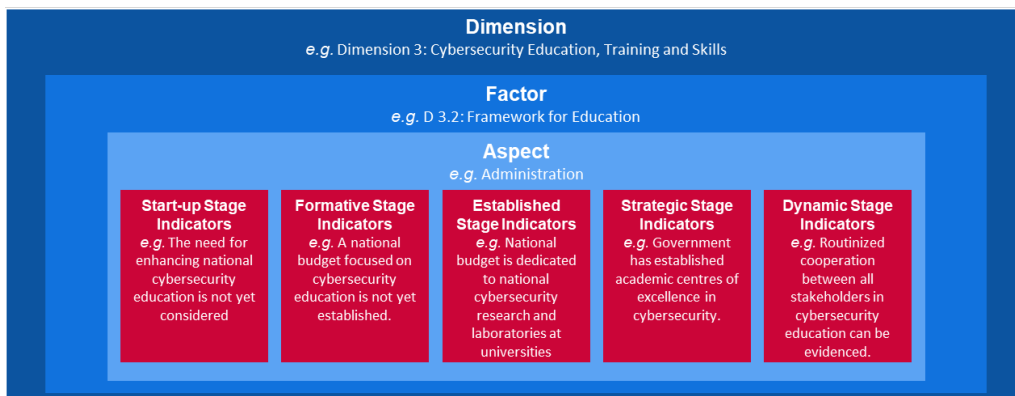 Dimension
e.g. Dimension 3: Cybersecurity Education, Training and Skills
Factor
e.g. D 3.2: Framework for Education
Aspect
e.g. Administration
Start-up Stage
Indicators
e.g. The need for
enhancing national
cybersecurity
education is not yet
considered
Formative Stage
Indicators
e.g. A national
budget focused on
cybersecurity
education is not yet
established.
Established
Stage Indicators
e.g. National
budget is dedicated
to national
cybersecurity
research and
laboratories at
universities
Strategic Stage
Indicators
e.g. Government
has established
academic centres of
excellence in
cybersecurity.
Dynamic Stage
Indicators
e.g. Routinized
cooperation
between all
stakeholders in
cybersecurity
education can be
evidenced.